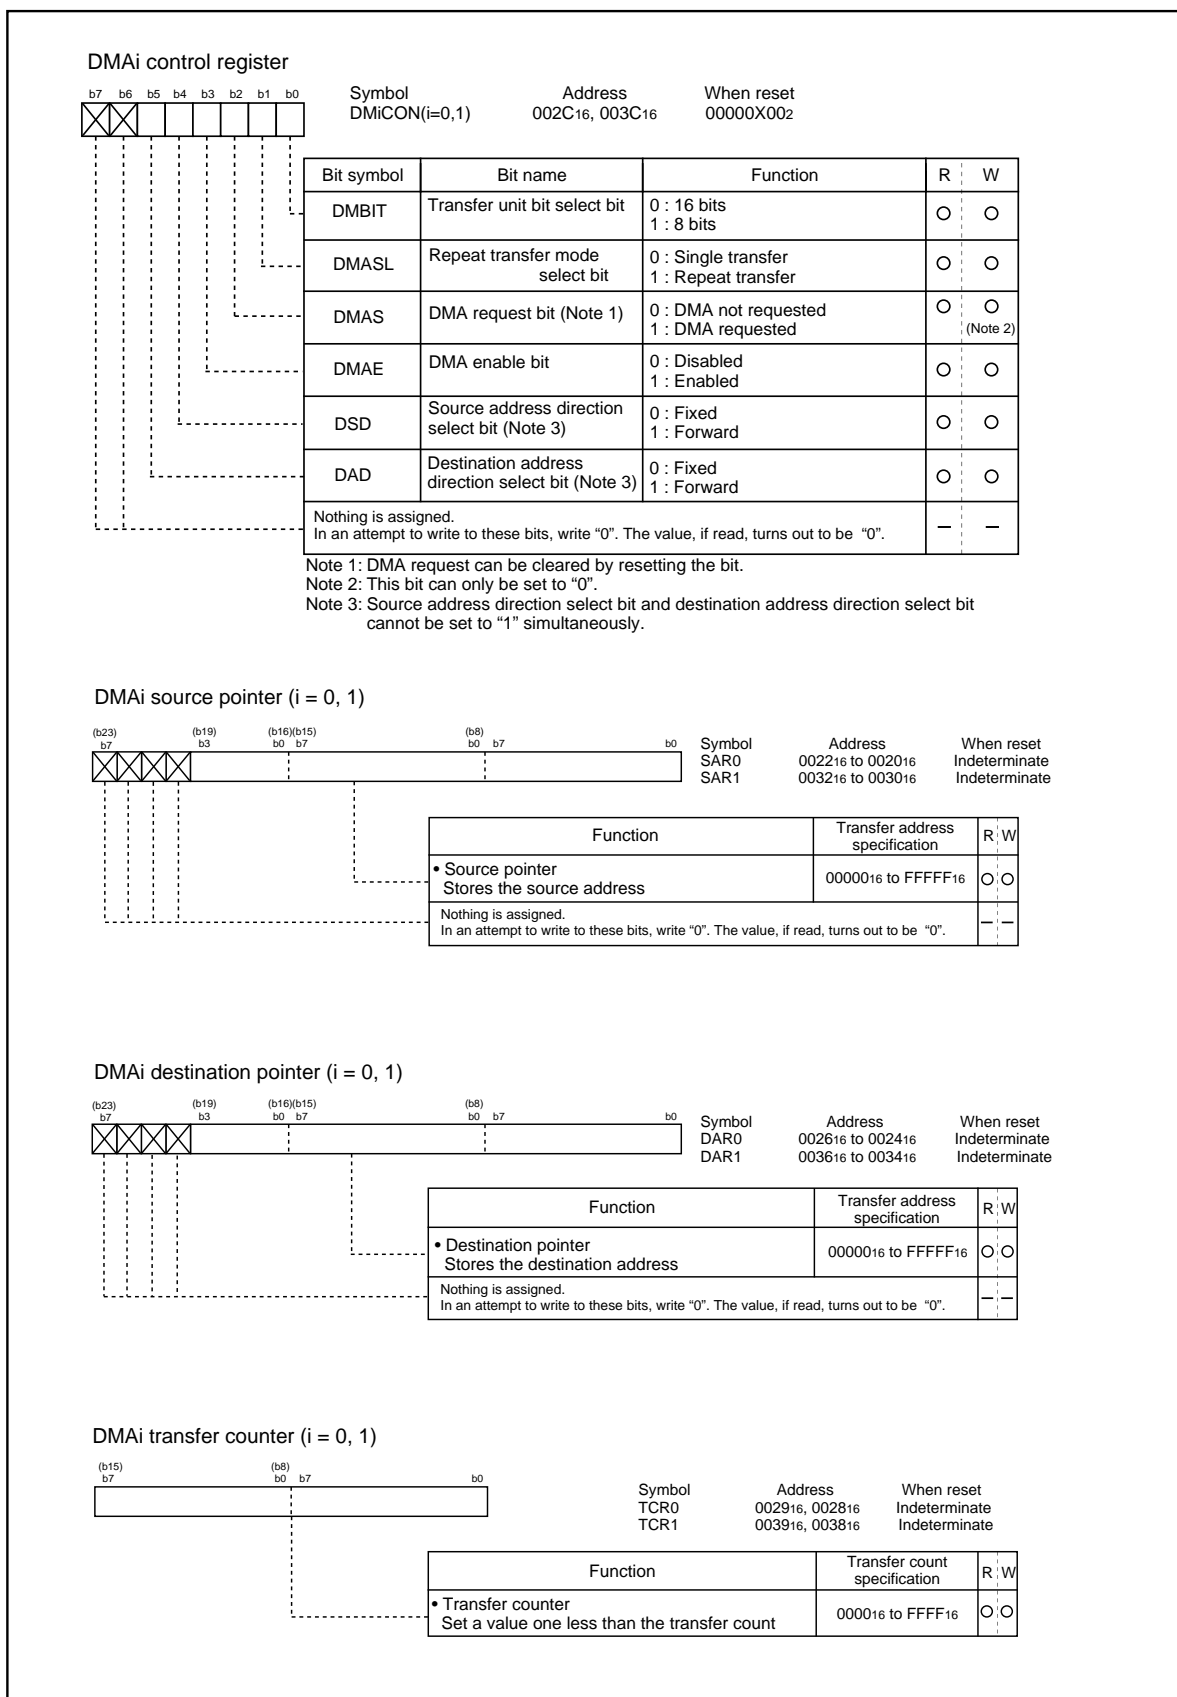 DMAi control register
b7 b6 b5 b4 b3 b2 b1 b0
Symbol Address When reset
DMiCON(i=0,1) 002C16, 003C16 00000X002
Bit symbol Bit name Function R W
DMBIT Transfer unit bit select bit 0 : 16 bits
1 : 8 bits
DMASL Repeat transfer mode select bit 0 : Single transfer
1 : Repeat transfer
DMAS DMA request bit (Note 1) 0 : DMA not requested
1 : DMA requested (Note 2)
DMAE DMA enable bit 0 : Disabled
1 : Enabled
DSD Source address direction select bit (Note 3) 0 : Fixed
1 : Forward
DAD Destination address direction select bit (Note 3) 0 : Fixed
1 : Forward
Nothing is assigned.
In an attempt to write to these bits, write “0”. The value, if read, turns out to be “0”.
Note 1: DMA request can be cleared by resetting the bit.
Note 2: This bit can only be set to “0”.
Note 3: Source address direction select bit and destination address direction select bit
cannot be set to “1” simultaneously.
DMAi source pointer (i = 0, 1)
(b23) (b19) (b16)(b15) (b8)
b7 b3 b0 b7 b0 b7 b0
Symbol Address When reset
SAR0 002216 to 002016 Indeterminate
SAR1 003216 to 003016 Indeterminate
Function Transfer address specification R W
• Source pointer
Stores the source address 0000016 to FFFFF16
Nothing is assigned.
In an attempt to write to these bits, write “0”. The value, if read, turns out to be “0”.
DMAi destination pointer (i = 0, 1)
(b23) (b19) (b16)(b15) (b8)
b7 b3 b0 b7 b0 b7 b0
Symbol Address When reset
DAR0 002616 to 002416 Indeterminate
DAR1 003616 to 003416 Indeterminate
Function Transfer address specification R W
• Destination pointer
Stores the destination address 0000016 to FFFFF16
Nothing is assigned.
In an attempt to write to these bits, write “0”. The value, if read, turns out to be “0”.
DMAi transfer counter (i = 0, 1)
(b15) (b8)
b7 b0 b7 b0
Symbol Address When reset
TCR0 002916, 002816 Indeterminate
TCR1 003916, 003816 Indeterminate
Function Transfer count specification R W
• Transfer counter
Set a value one less than the transfer count 000016 to FFFF16